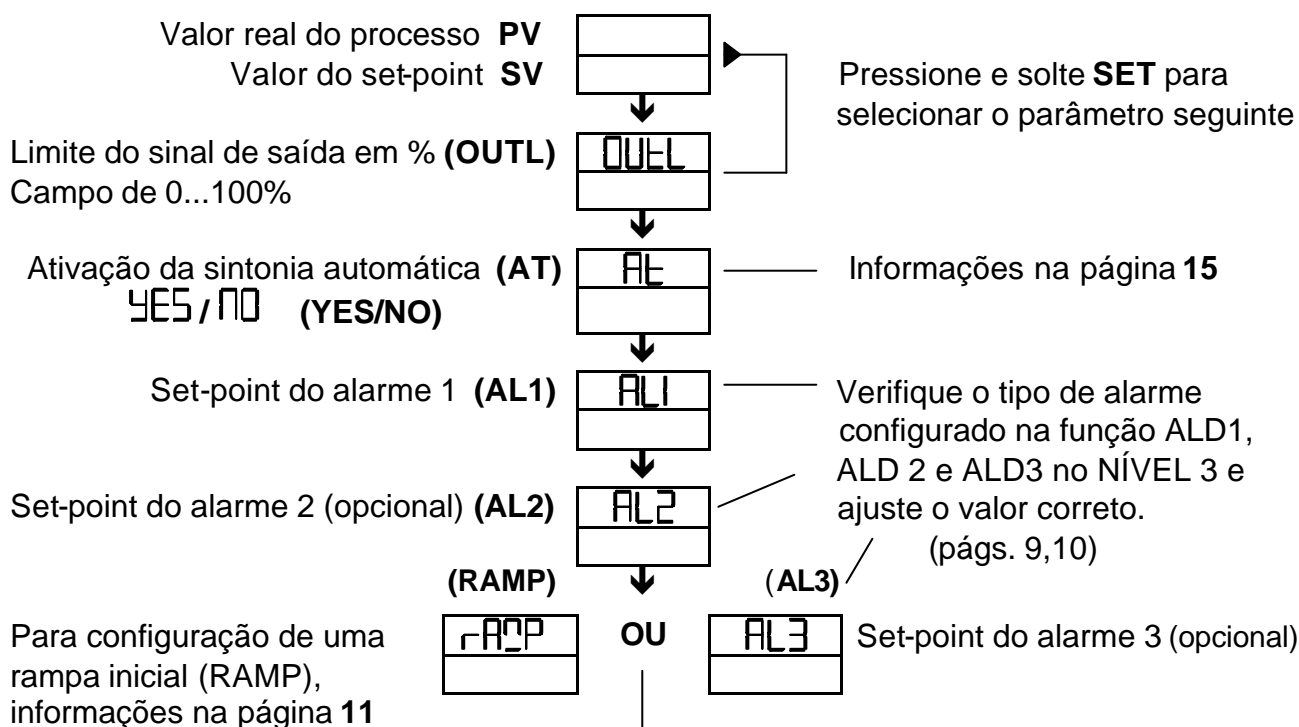 Valor real do processo PV
Valor do set-point SV
Pressione e solte SET para
selecionar o parâmetro seguinte
Limite do sinal de saída em % (OUTL)
OUTL
Campo de 0...100%
Ativação da sintonia automática (AT)
YES / NO (YES/NO)
At
Informações na página 15
Set-point do alarme 1 (AL1)
AL1
Verifique o tipo de alarme
configurado na função ALD1,
ALD 2 e ALD3 no NÍVEL 3 e
ajuste o valor correto.
(págs. 9,10)
Set-point do alarme 2 (opcional) (AL2)
AL2
(RAMP)
(AL3)
Para configuração de uma
rampa inicial (RAMP),
informações na página 11
rAMP
OU
AL3
Set-point do alarme 3 (opcional)